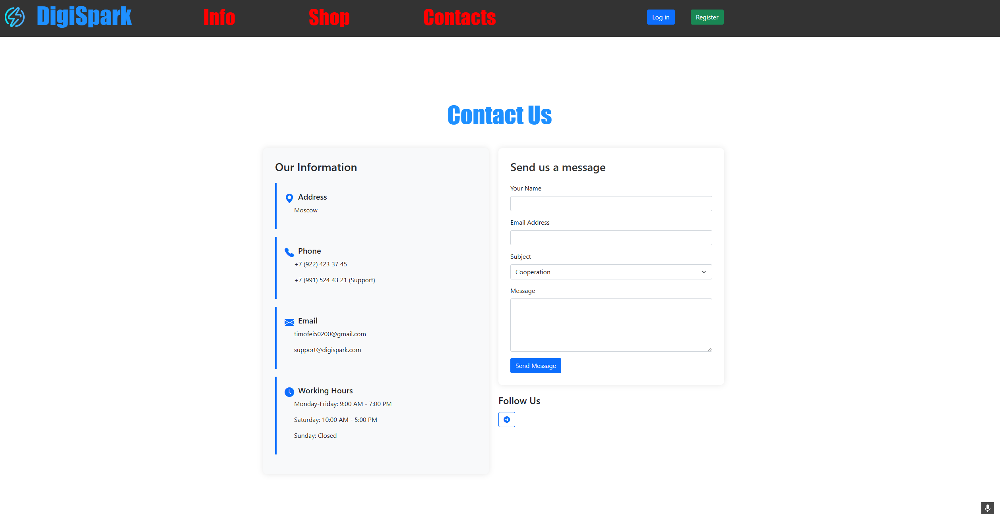 DigiSpark
Info
Shop
Contacts
Log in
Register
Contact Us
Our Information
Address
Moscow
Phone
+7 (922) 423 37 45
+7 (991) 524 43 21 (Support)
Email
timofei50200@gmail.com
support@digispark.com
Working Hours
Monday-Friday: 9:00 AM - 7:00 PM
Saturday: 10:00 AM - 5:00 PM
Sunday: Closed
Send us a message
Your Name
Email Address
Subject
Cooperation
Message
Send Message
Follow Us